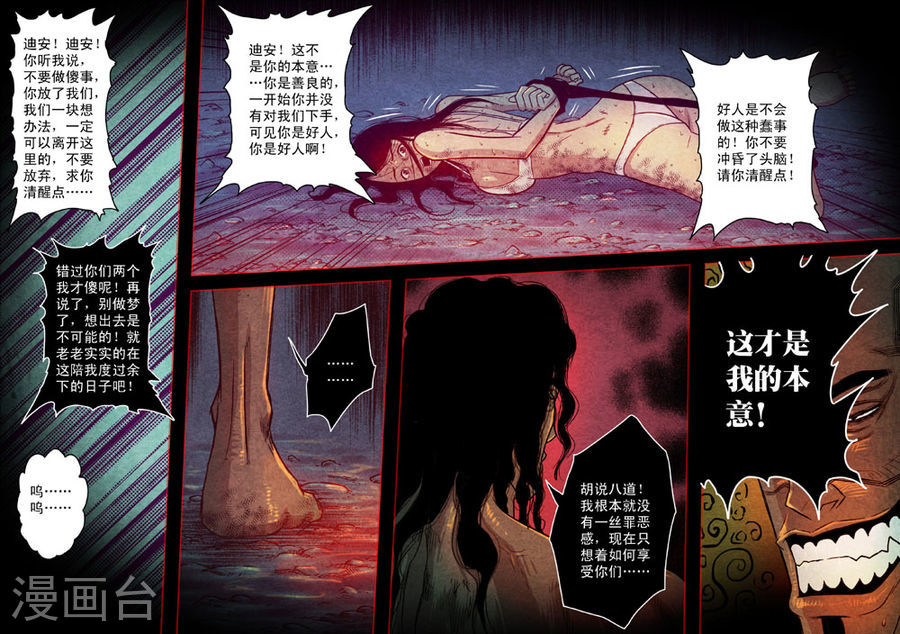 好人是不会
做这种蠢事
的！你不要
冲昏了头脑！
请你清醒点！
迪安！这不
是你的本意…
…你是善良的，
一开始你并没
有对我们下手，
可见你是好人，
你是好人啊！
这才是
我的本
意！
胡说八道！
我根本就没
有一丝罪恶
感，现在只
想着如何享
受你们……
……
……
迪安！迪安！
你听我说，
不要做傻事，
你放了我们，
我们一块想
办法，一定
可以离开这
里的，不要
放弃，求你
清醒点……
错过你们两个
我才傻呢！再
说了，别做梦
了，想出去是
不可能的！就
老老实实的在
这陪我度过余
下的日子吧！
呜……
呜……
漫画台